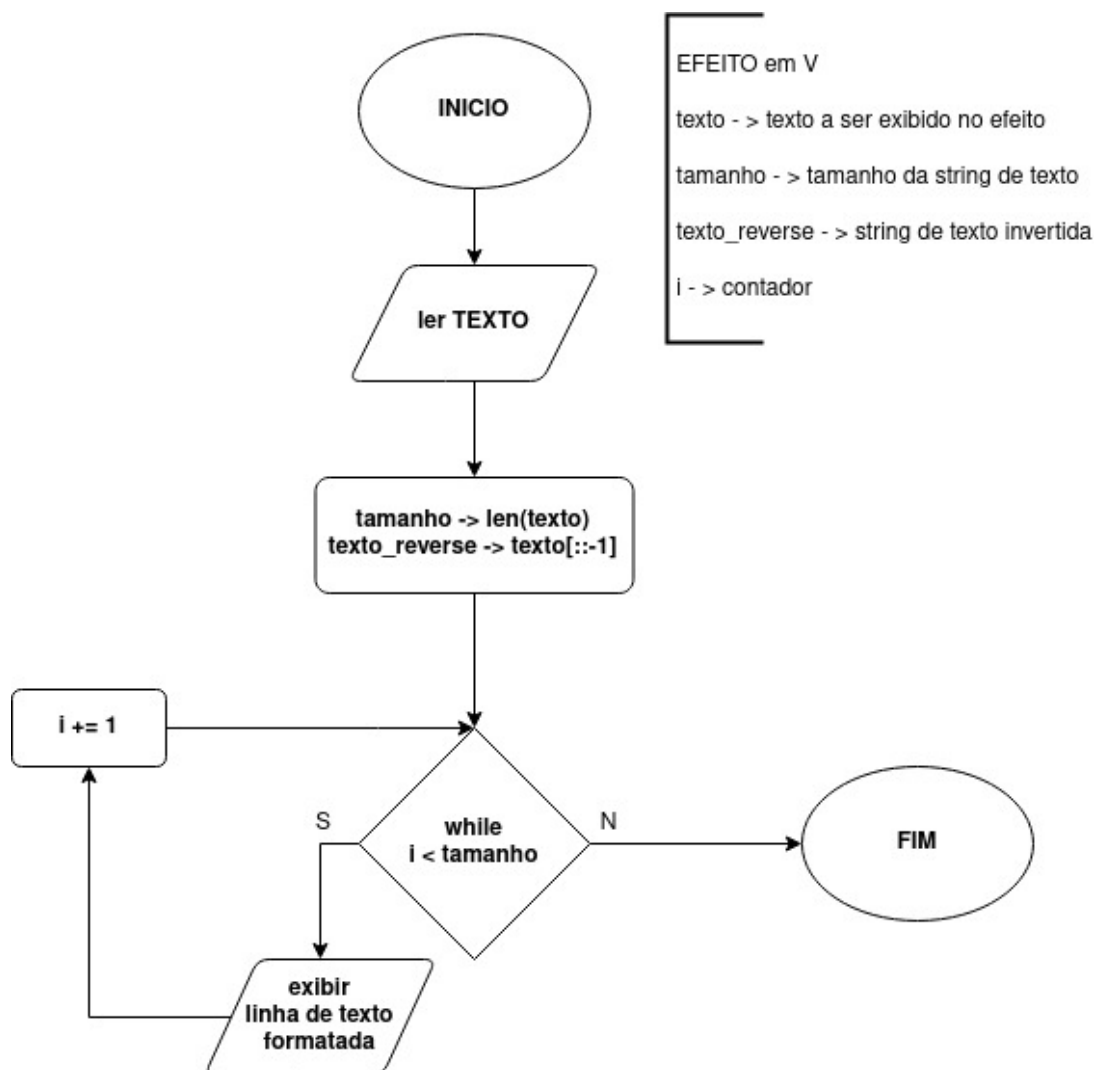 INICIO
EFEITO em V
texto - > texto a ser exibido no efeito
tamanho - > tamanho da string de texto
texto_reverse - > string de texto invertida
i - > contador
ler TEXTO
tamanho -> len(texto)
texto_reverse -> texto[::-1]
i += 1
S
while
i < tamanho
N
FIM
exibir
linha de texto
formatada